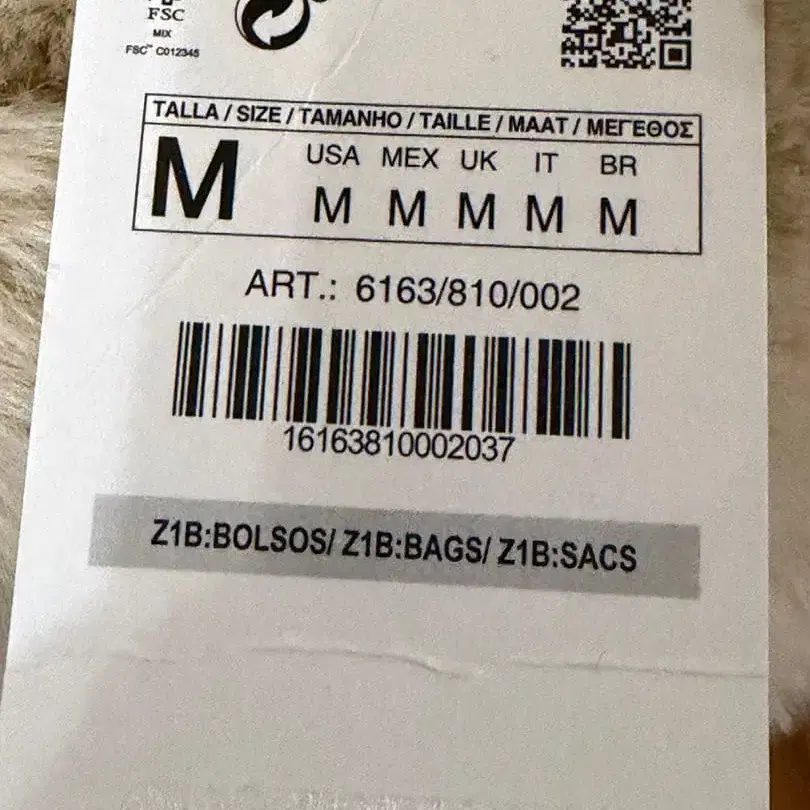 FSC
MIX
FSC™ C012345
TALLA / SIZE / TAMANHO / TAILLE / MAAT / ΜΕΓΕΘΟΣ
M
USA MEX UK IT BR
M M M M M
ART.: 6163/810/002
16163810002037
Z1B:BOLSOS/ Z1B:BAGS/ Z1B:SACS